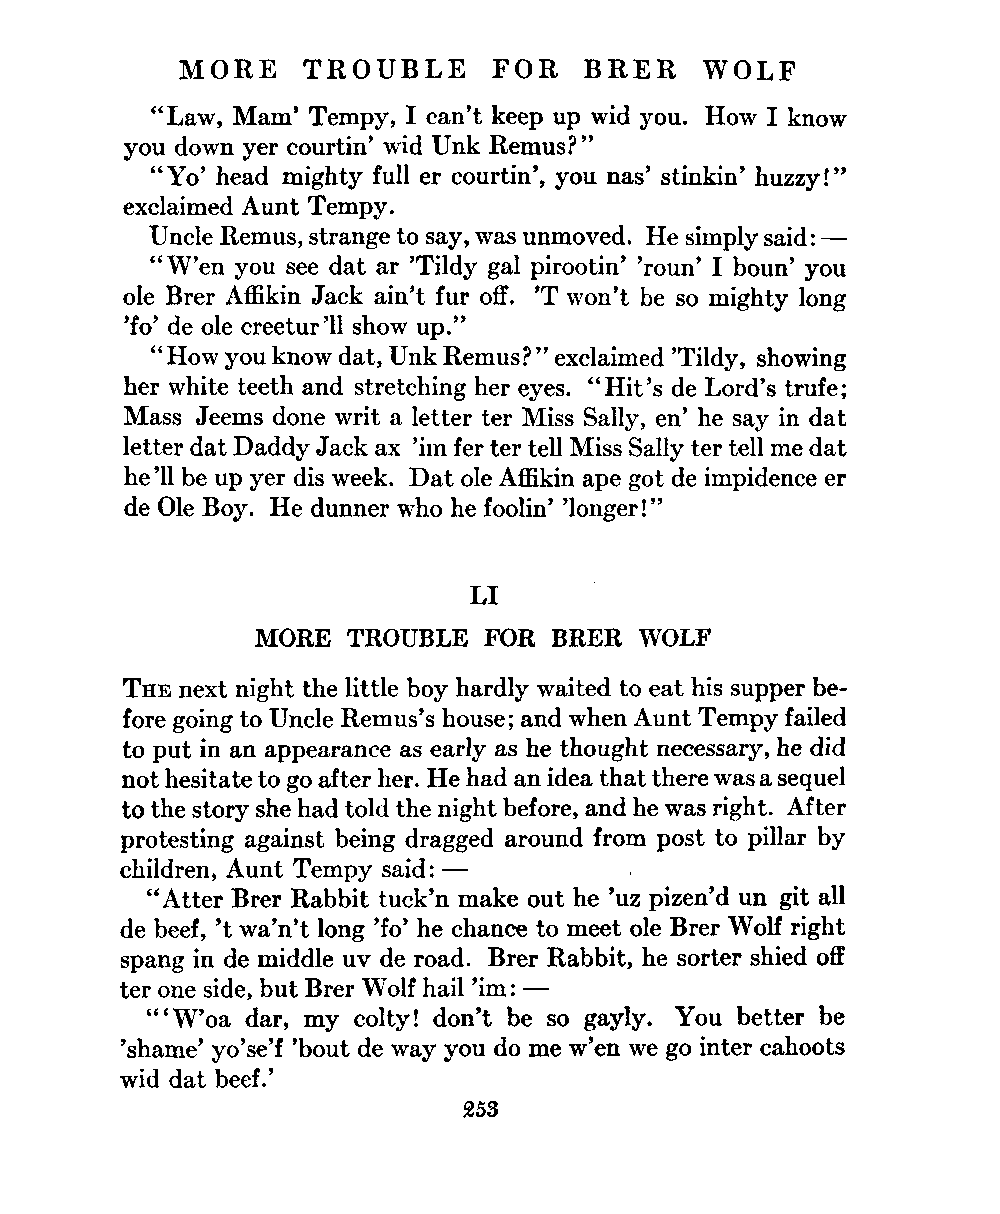 MORE TROUBLE FOR BRER WOLF
“Law, Mam’ Tempy, I can’t keep up wid you. How I know
you down yer courtin’ wid Unk Remus?”
“Yo’ head mighty full er courtin’, you nas’ stinkin’ huzzy!”
exclaimed Aunt Tempy.
Uncle Remus, strange to say, was unmoved. He simply said: —
“W’en you see dat ar ’Tildy gal pirootin’ ’roun’ I boun’ you
ole Brer Affikin Jack ain’t fur off. ’T won’t be so mighty long
’fo’ de ole creetur ’ll show up.”
“How you know dat, Unk Remus?” exclaimed ’Tildy, showing
her white teeth and stretching her eyes. “Hit’s de Lord’s trufe;
Mass Jeems done writ a letter ter Miss Sally, en’ he say in dat
letter dat Daddy Jack ax ’im fer ter tell Miss Sally ter tell me dat
he ’ll be up yer dis week. Dat ole Affikin ape got de impidence er
de Ole Boy. He dunner who he foolin’ ’longer!”
LI
MORE TROUBLE FOR BRER WOLF
THE next night the little boy hardly waited to eat his supper be-
fore going to Uncle Remus’s house; and when Aunt Tempy failed
to put in an appearance as early as he thought necessary, he did
not hesitate to go after her. He had an idea that there was a sequel
to the story she had told the night before, and he was right. After
protesting against being dragged around from post to pillar by
children, Aunt Tempy said: —
“Atter Brer Rabbit tuck’n make out he ’uz pizen’d un git all
de beef, ’t wa’n’t long ’fo’ he chance to meet ole Brer Wolf right
spang in de middle uv de road. Brer Rabbit, he sorter shied off
ter one side, but Brer Wolf hail ’im: —
“‘W’oa dar, my colty! don’t be so gayly. You better be
’shame’ yo’se’f ’bout de way you do me w’en we go inter cahoots
wid dat beef.’
253